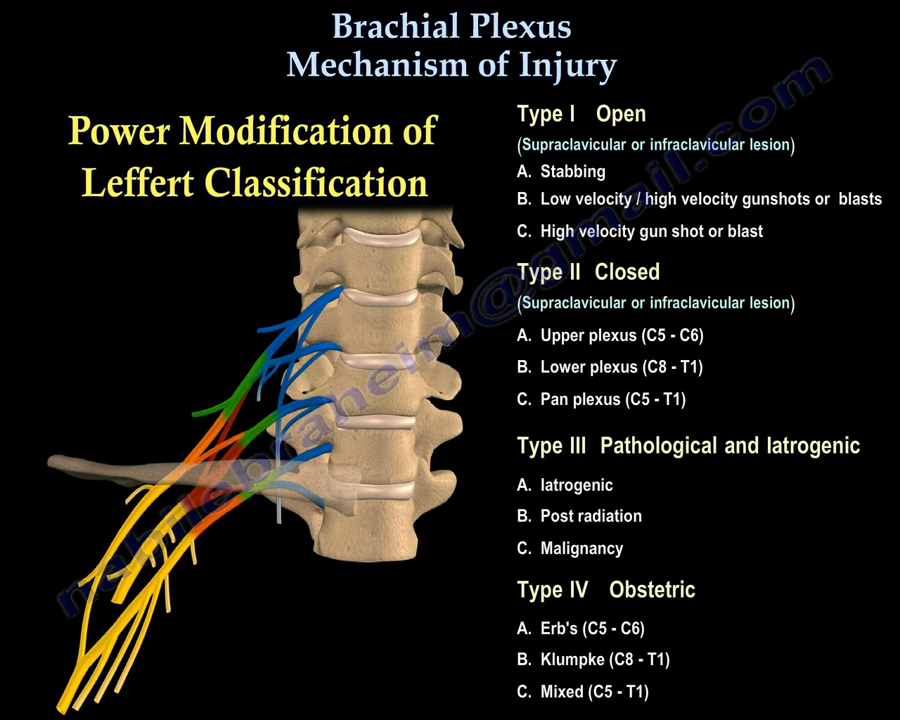 Brachial Plexus
Mechanism of Injury
Power Modification of
Leffert Classification
Type I Open
(Supraclavicular or infraclavicular lesion)
A. Stabbing
B. Low velocity / high velocity gunshots or blasts
C. High velocity gun shot or blast
Type II Closed
(Supraclavicular or infraclavicular lesion)
A. Upper plexus (C5 - C6)
B. Lower plexus (C8 - T1)
C. Pan plexus (C5 - T1)
Type III Pathological and Iatrogenic
A. Iatrogenic
B. Post radiation
C. Malignancy
Type IV Obstetric
A. Erb's (C5 - C6)
B. Klumpke (C8 - T1)
C. Mixed (C5 - T1)
nabilebraheim@gmail.com